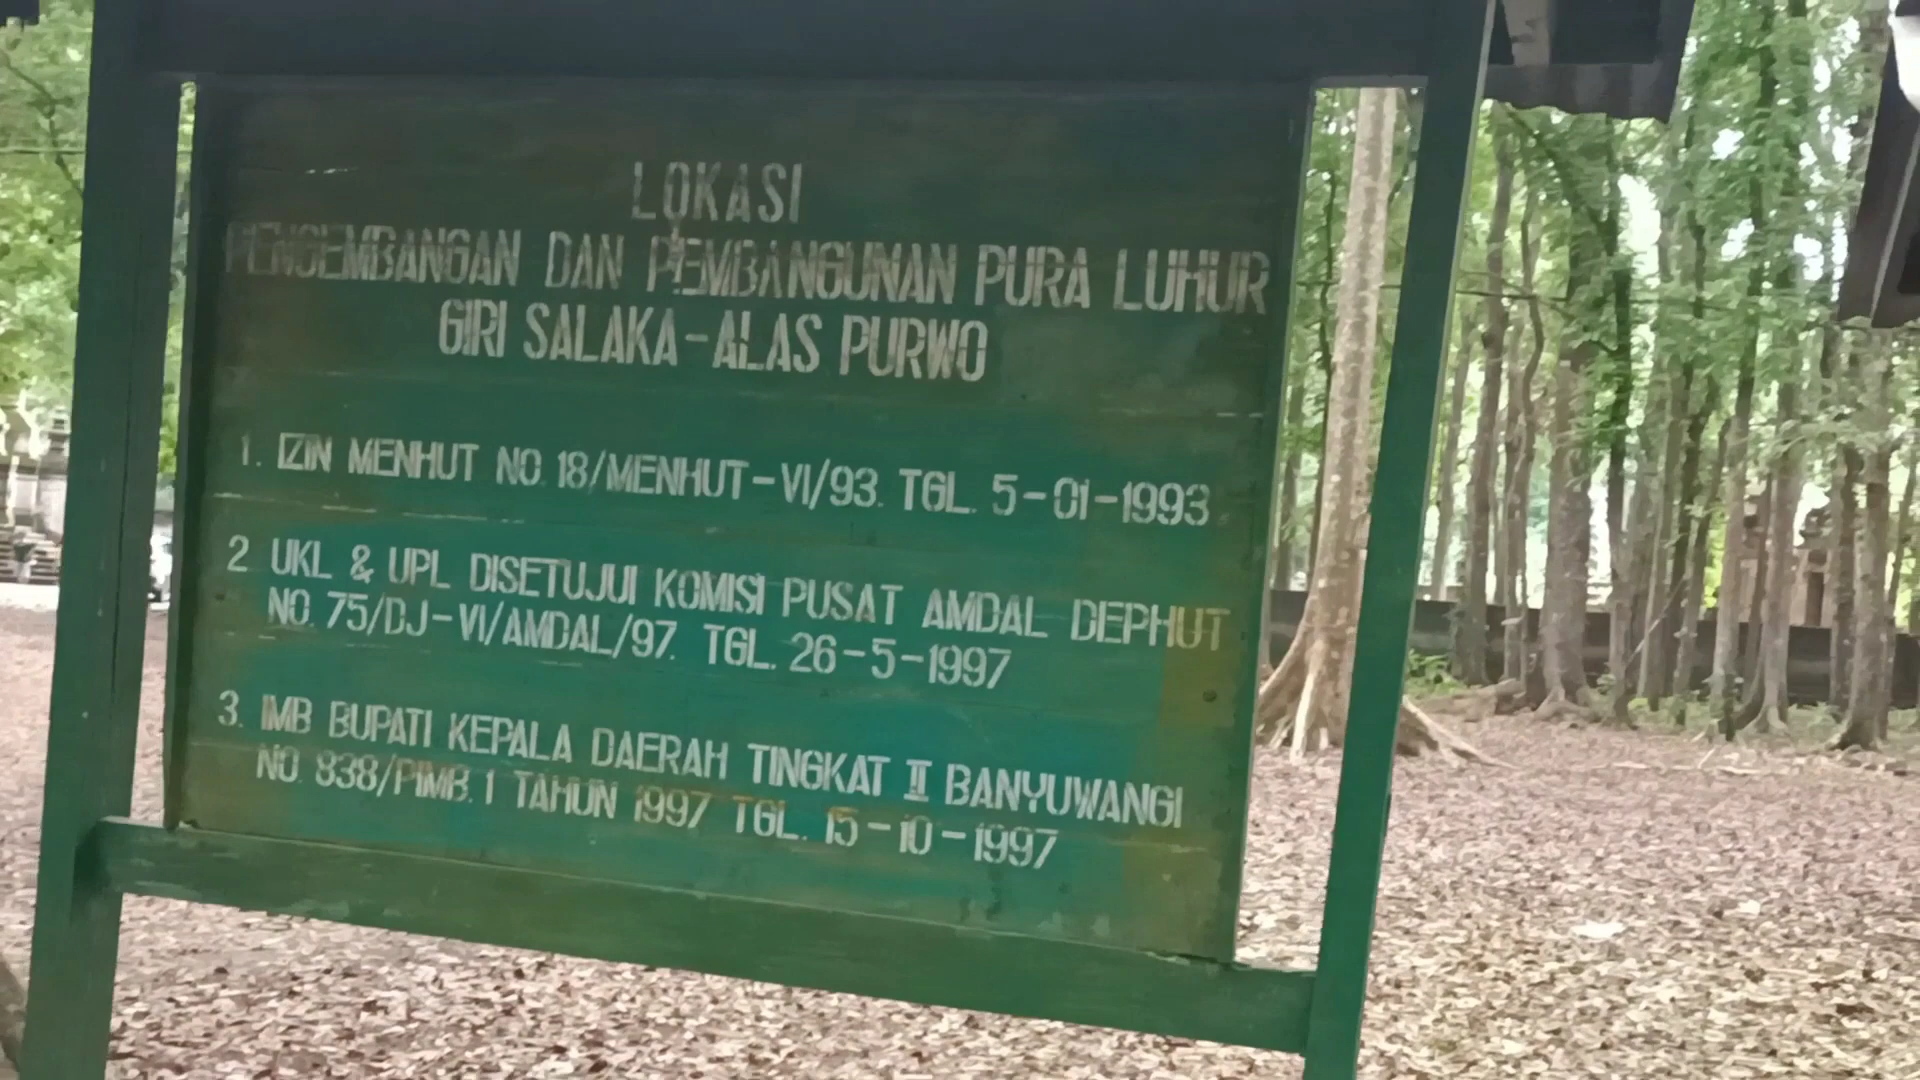 LOKASI
PENGEMBANGAN DAN PEMBANGUNAN PURA LUHUR
GIRI SALAKA-ALAS PURWO
1. IZIN MENHUT NO. 18/MENHUT-VI/93. TGL. 5-01-1993
2 UKL & UPL DISETUJUI KOMISI PUSAT AMDAL DEPHUT
NO. 75/DJ-VI/AMDAL/97. TGL. 26-5-1997
3. IMB BUPATI KEPALA DAERAH TINGKAT II BANYUWANGI
NO. 938/PIMB. 1 TAHUN 1997 TGL. 15-10-1997